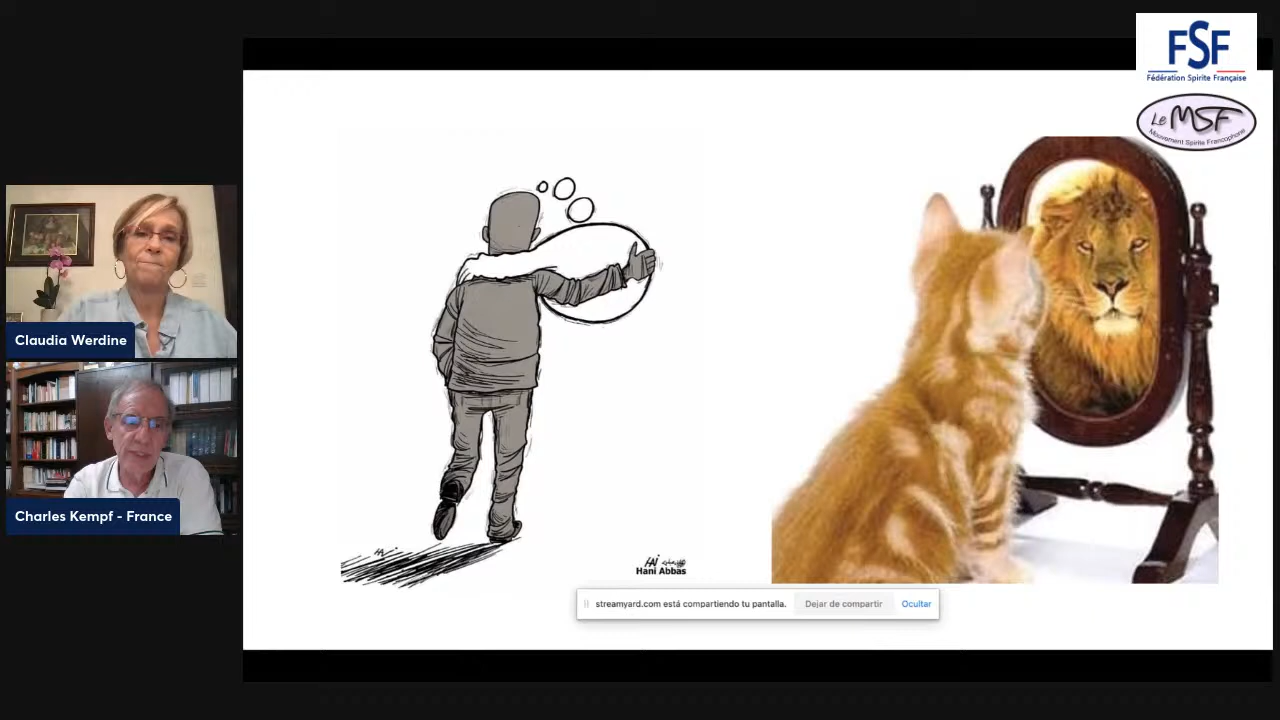 FSF
Fédération Spirite Française
Le MSF
Mouvement Spirite Francophone
Claudia Werdine
Charles Kempf - France
Hani Abbas
streamyard.com está compartiendo tu pantalla.
Dejar de compartir
Ocultar